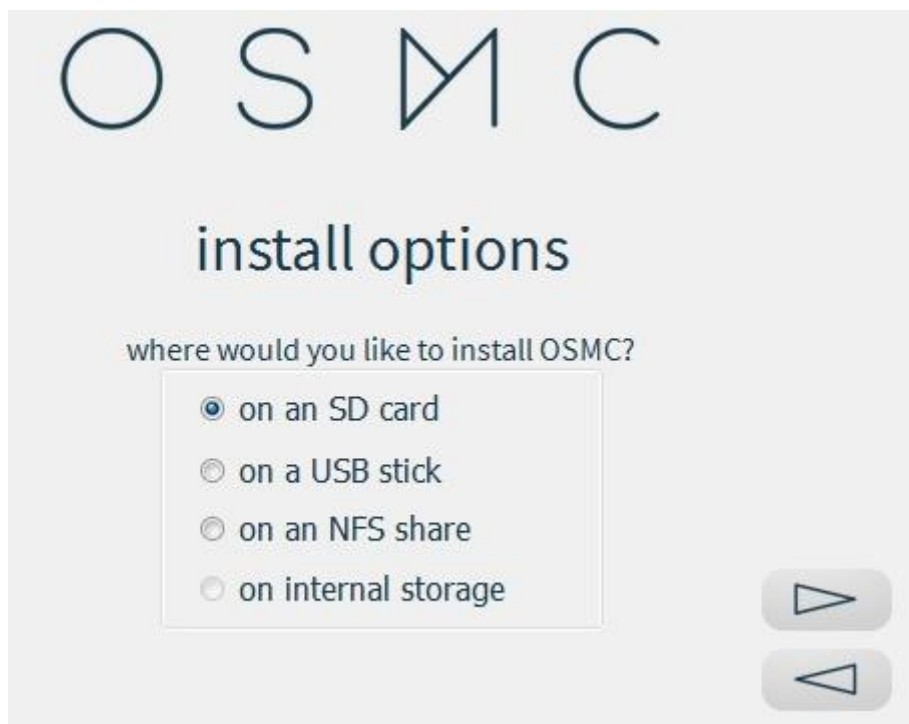 OSMC
install options
where would you like to install OSMC?
on an SD card
on a USB stick
on an NFS share
on internal storage